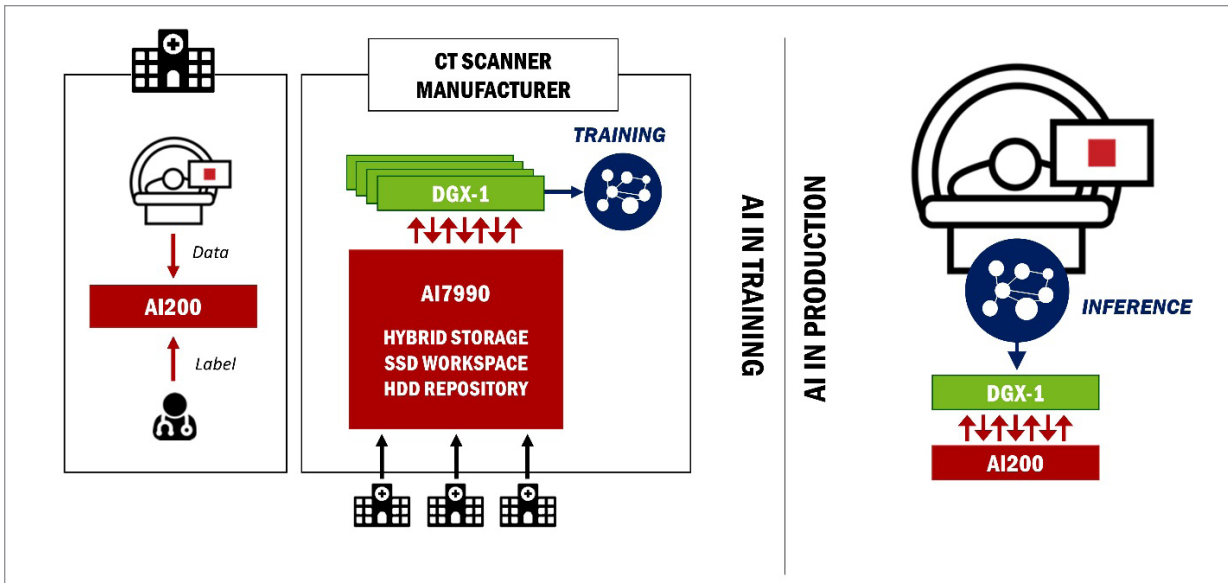 Data
AI200
Label
CT SCANNER
MANUFACTURER
TRAINING
DGX-1
AI7990
HYBRID STORAGE
SSD WORKSPACE
HDD REPOSITORY
AI IN TRAINING
AI IN PRODUCTION
INFERENCE
DGX-1
AI200